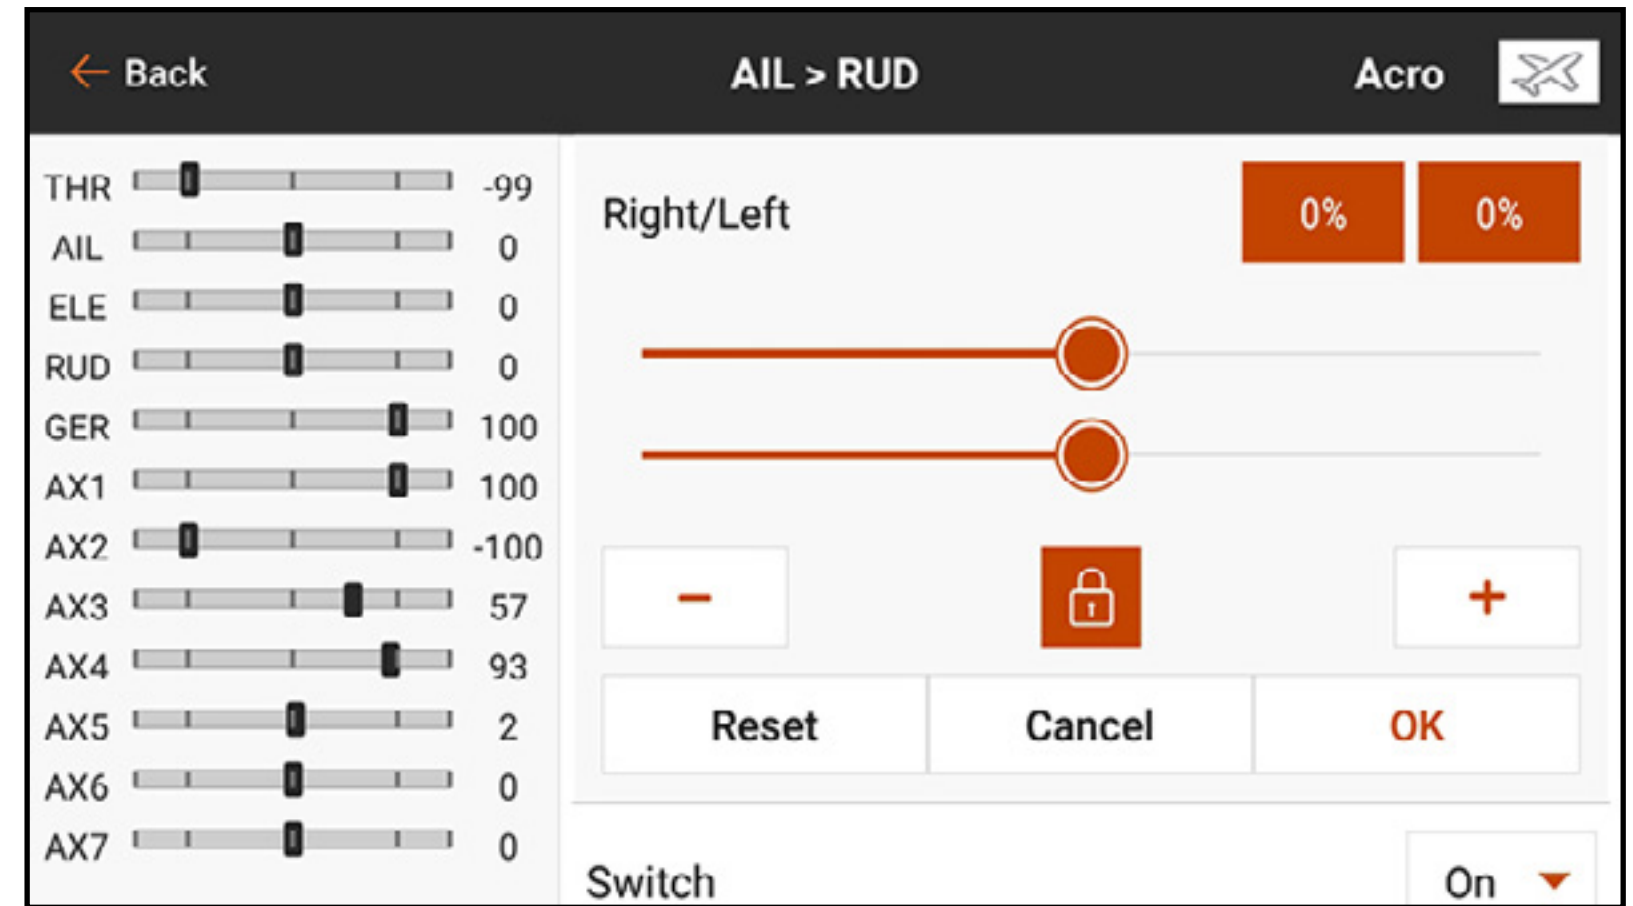 Back AIL > RUD Acro
THR -99
AIL 0
ELE 0
RUD 0
GER 100
AX1 100
AX2 -100
AX3 57
AX4 93
AX5 2
AX6 0
AX7 0
Right/Left 0% 0%
− +
Reset Cancel OK
Switch On